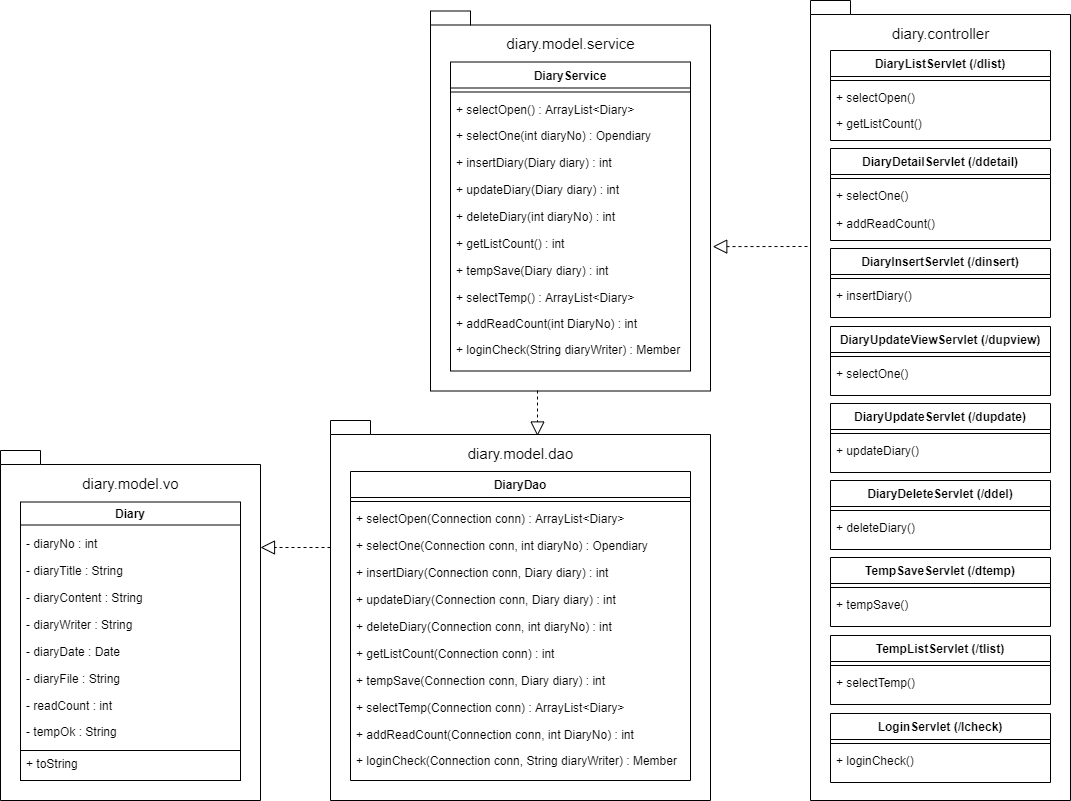 diary.model.service
DiaryService
+ selectOpen() : ArrayList<Diary>
+ selectOne(int diaryNo) : Opendiary
+ insertDiary(Diary diary) : int
+ updateDiary(Diary diary) : int
+ deleteDiary(int diaryNo) : int
+ getListCount() : int
+ tempSave(Diary diary) : int
+ selectTemp() : ArrayList<Diary>
+ addReadCount(int DiaryNo) : int
+ loginCheck(String diaryWriter) : Member
diary.controller
DiaryListServlet (/dlist)
+ selectOpen()
+ getListCount()
DiaryDetailServlet (/ddetail)
+ selectOne()
+ addReadCount()
DiaryInsertServlet (/dinsert)
+ insertDiary()
DiaryUpdateViewServlet (/dupview)
+ selectOne()
DiaryUpdateServlet (/dupdate)
+ updateDiary()
DiaryDeleteServlet (/ddel)
+ deleteDiary()
TempSaveServlet (/dtemp)
+ tempSave()
TempListServlet (/tlist)
+ selectTemp()
LoginServlet (/lcheck)
+ loginCheck()
diary.model.vo
Diary
- diaryNo : int
- diaryTitle : String
- diaryContent : String
- diaryWriter : String
- diaryDate : Date
- diaryFile : String
- readCount : int
- tempOk : String
+ toString
diary.model.dao
DiaryDao
+ selectOpen(Connection conn) : ArrayList<Diary>
+ selectOne(Connection conn, int diaryNo) : Opendiary
+ insertDiary(Connection conn, Diary diary) : int
+ updateDiary(Connection conn, Diary diary) : int
+ deleteDiary(Connection conn, int diaryNo) : int
+ getListCount(Connection conn) : int
+ tempSave(Connection conn, Diary diary) : int
+ selectTemp(Connection conn) : ArrayList<Diary>
+ addReadCount(Connection conn, int DiaryNo) : int
+ loginCheck(Connection conn, String diaryWriter) : Member